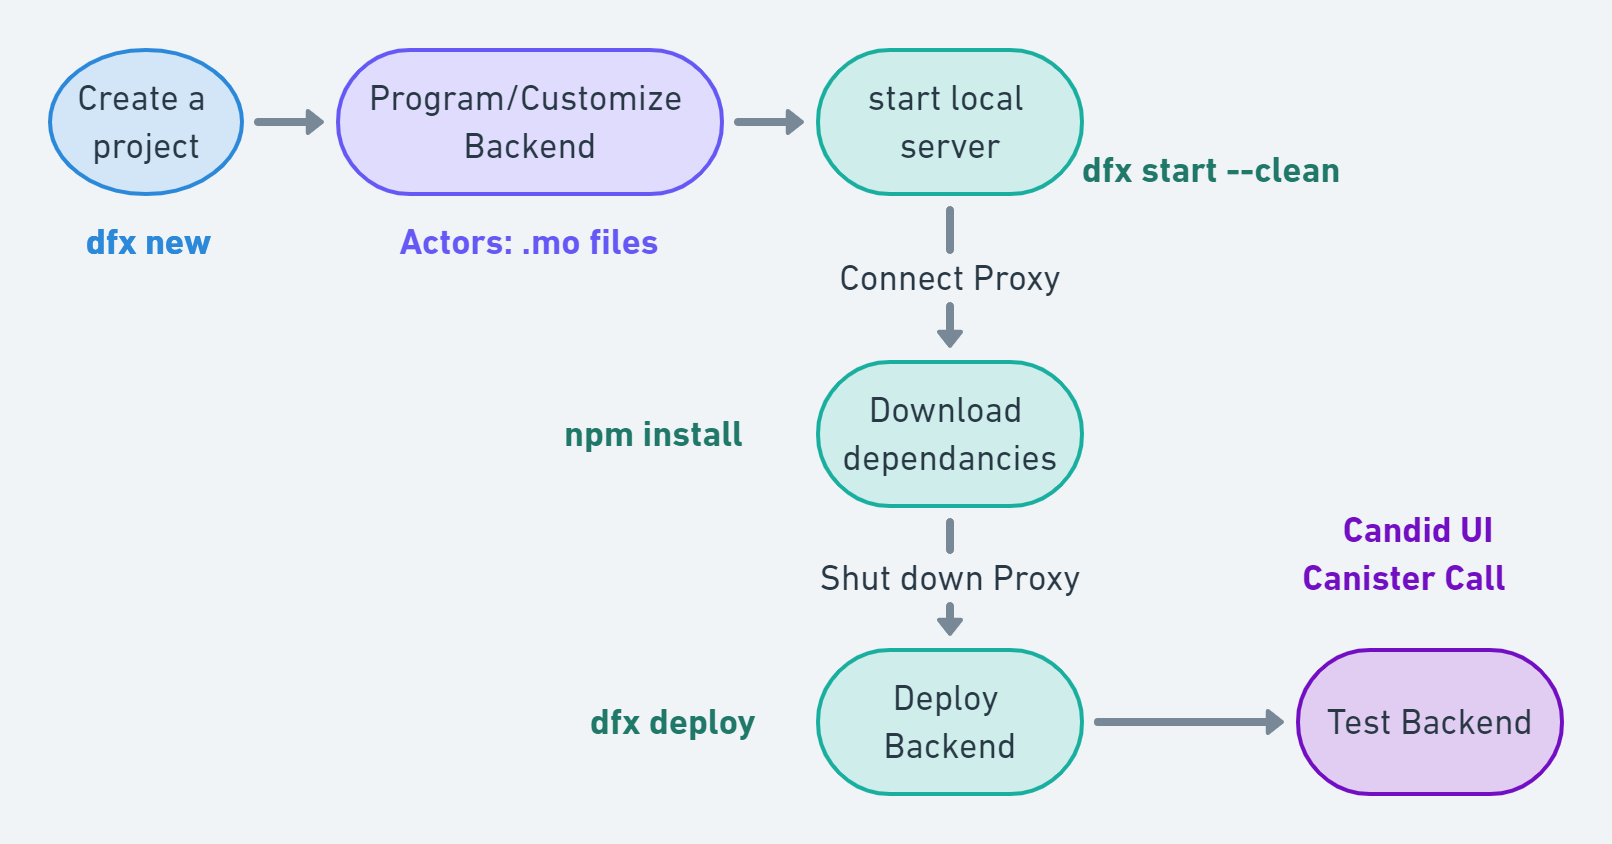 Create a
project
dfx new
Program/Customize
Backend
Actors: .mo files
start local
server
dfx start --clean
Connect Proxy
Download
dependancies
npm install
Shut down Proxy
Deploy
Backend
dfx deploy
Candid UI
Canister Call
Test Backend